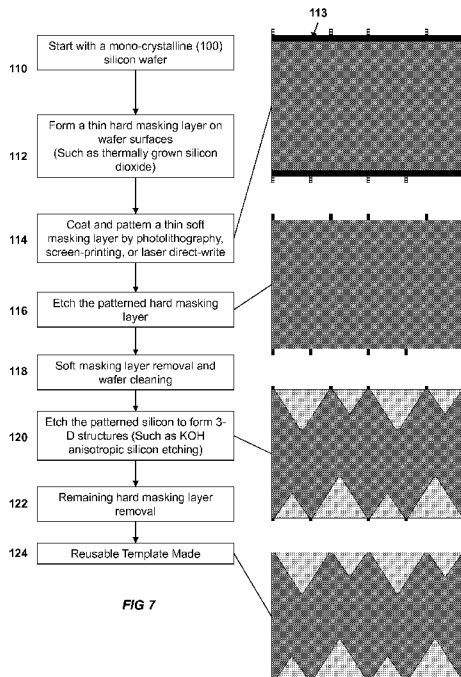 113
110
Start with a mono-crystalline (100)
silicon wafer
112
Form a thin hard masking layer on
wafer surfaces
(Such as thermally grown silicon
dioxide)
114
Coat and pattern a thin soft
masking layer by photolithography,
screen-printing, or laser direct-write
116
Etch the patterned hard masking
layer
118
Soft masking layer removal and
wafer cleaning
120
Etch the patterned silicon to form 3-
D structures (Such as KOH
anisotropic silicon etching)
122
Remaining hard masking layer
removal
124
Reusable Template Made
FIG 7